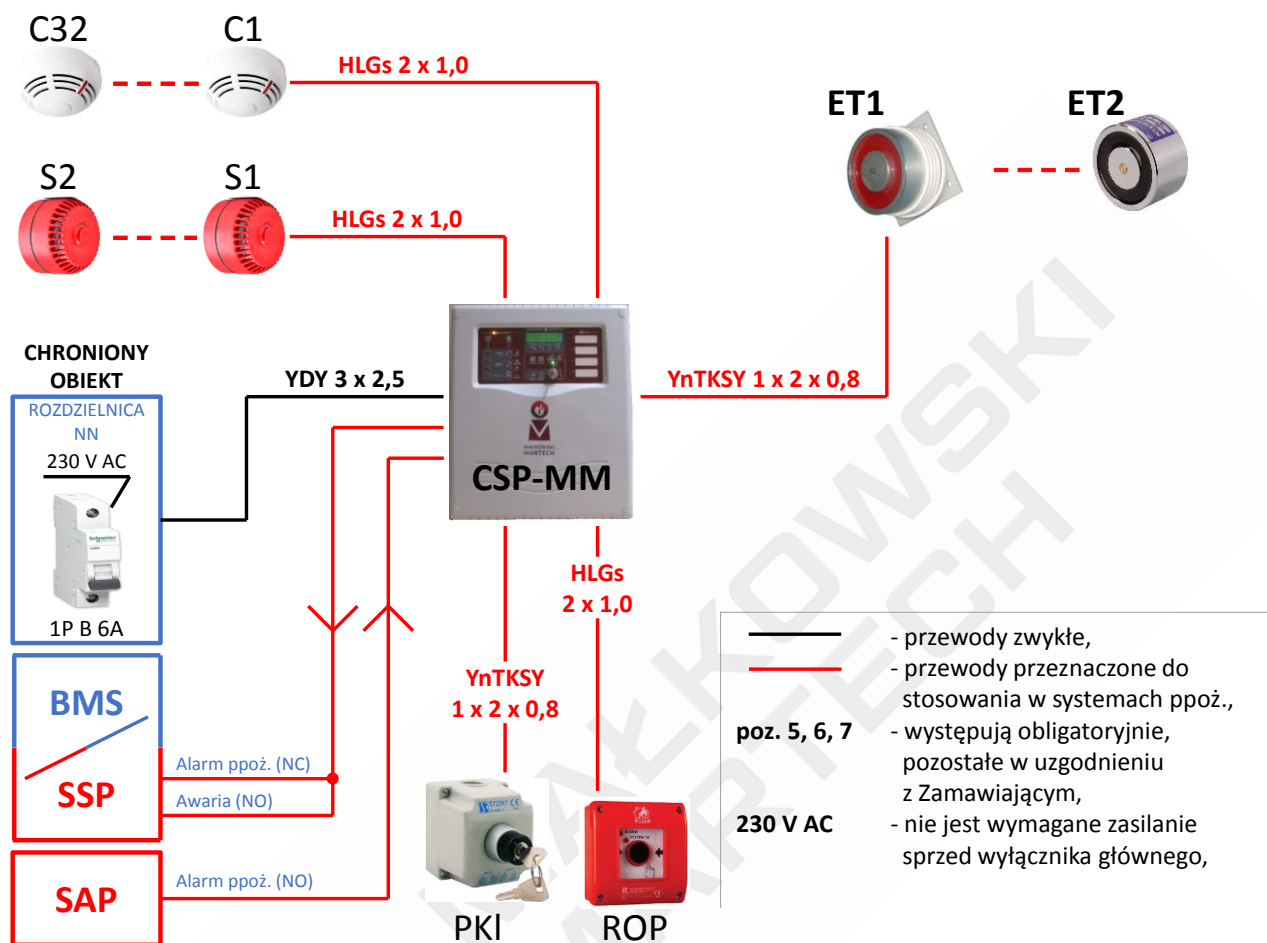 C32
C1
HLGs 2 x 1,0
ET1
ET2
S2
S1
HLGs 2 x 1,0
CHRONIONY
OBIEKT
ROZDZIELNICA
NN
230 V AC
Schneider
1P B 6A
YDY 3 x 2,5
YnTKSY 1 x 2 x 0,8
MAŁKOWSKI
MARTECH
CSP-MM
HLGs
2 x 1,0
YnTKSY
1 x 2 x 0,8
BMS
SSP
Alarm ppoż. (NC)
Awaria (NO)
SAP
Alarm ppoż. (NO)
PKl
POŻAR
ROP
- przewody zwykłe,
- przewody przeznaczone do
stosowania w systemach ppoż.,
poz. 5, 6, 7 - występują obligatoryjnie,
pozostałe w uzgodnieniu
z Zamawiającym,
230 V AC - nie jest wymagane zasilanie
sprzed wyłącznika głównego,
MAŁKOWSKI
MARTECH